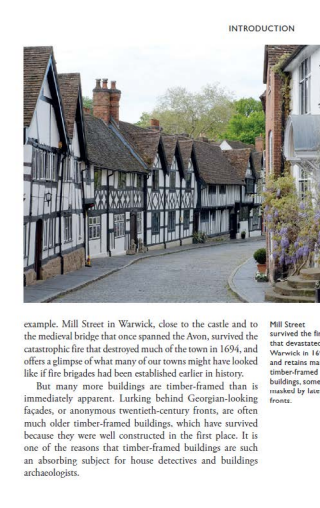 INTRODUCTION
example. Mill Street in Warwick, close to the castle and to
the medieval bridge that once spanned the Avon, survived the
catastrophic fire that destroyed much of the town in 1694, and
offers a glimpse of what many of our towns might have looked
like if fire brigades had been established earlier in history.
But many more buildings are timber-framed than is
immediately apparent. Lurking behind Georgian-looking
façades, or anonymous twentieth-century fronts, are often
much older timber-framed buildings, which have survived
because they were well constructed in the first place. It is
one of the reasons that timber-framed buildings are such
an absorbing subject for house detectives and buildings
archaeologists.
Mill Street
survived the
that devastated
Warwick in
and retains
timber-framed
buildings, some
masked by
fronts.